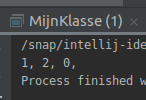 MijnKlasse (1)
/snap/intellij-ide
1, 2, 0,
Process finished w